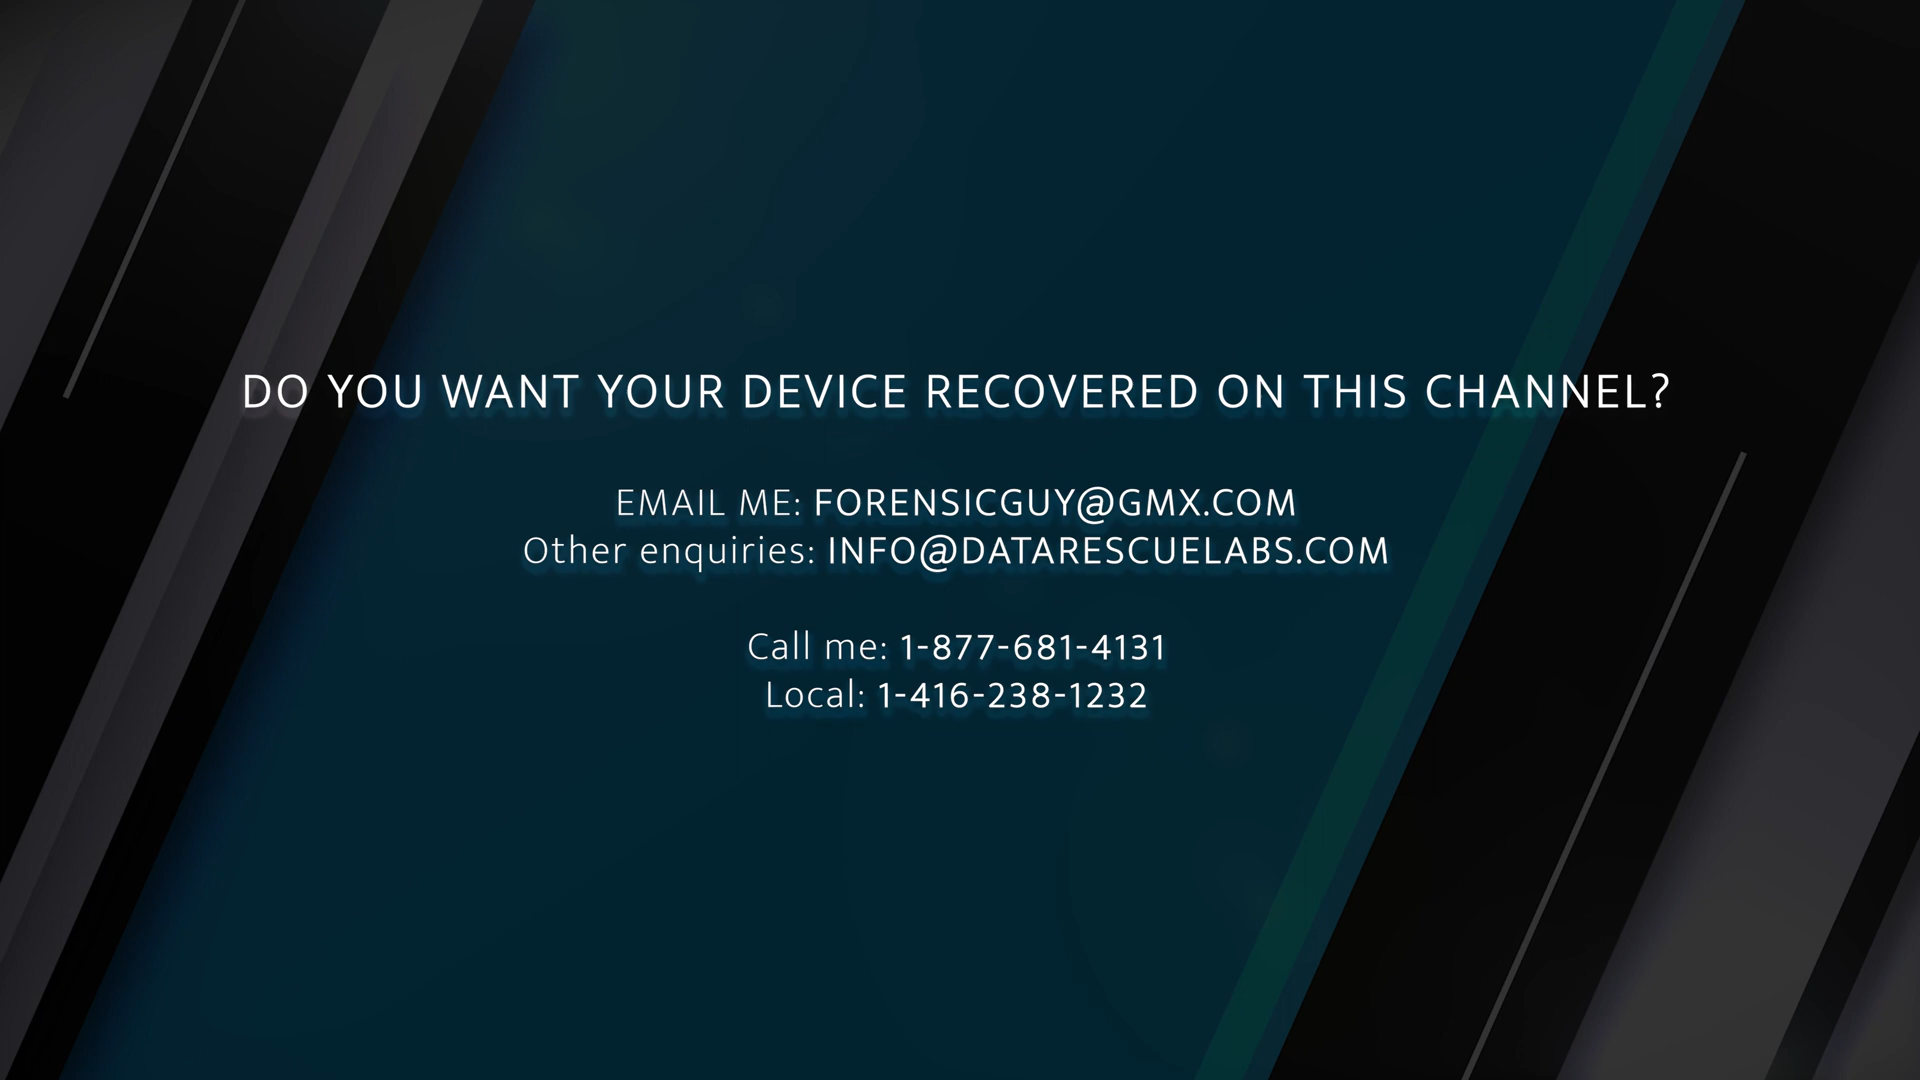 DO YOU WANT YOUR DEVICE RECOVERED ON THIS CHANNEL?
EMAIL ME: FORENSICGUY@GMX.COM
Other enquiries: INFO@DATARESCUELABS.COM
Call me: 1-877-681-4131
Local: 1-416-238-1232